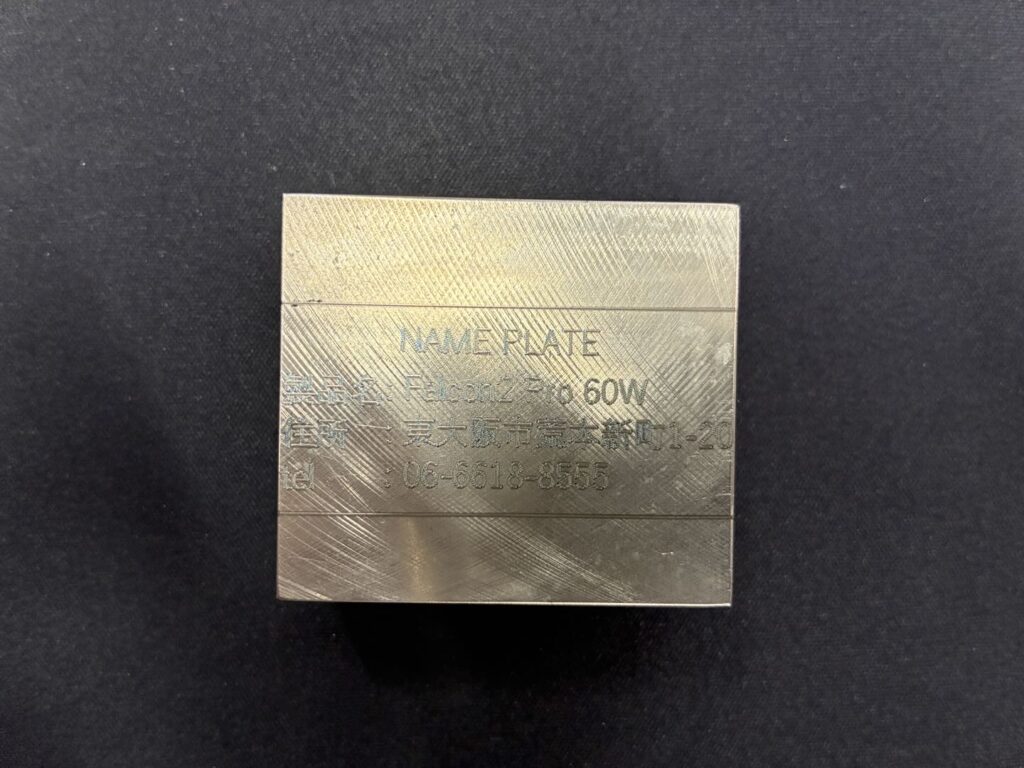 NAME PLATE
製品名: Falcon2 Pro 60W
住所 : 東大阪市菱本新町1-20
tel : 06-6618-8555